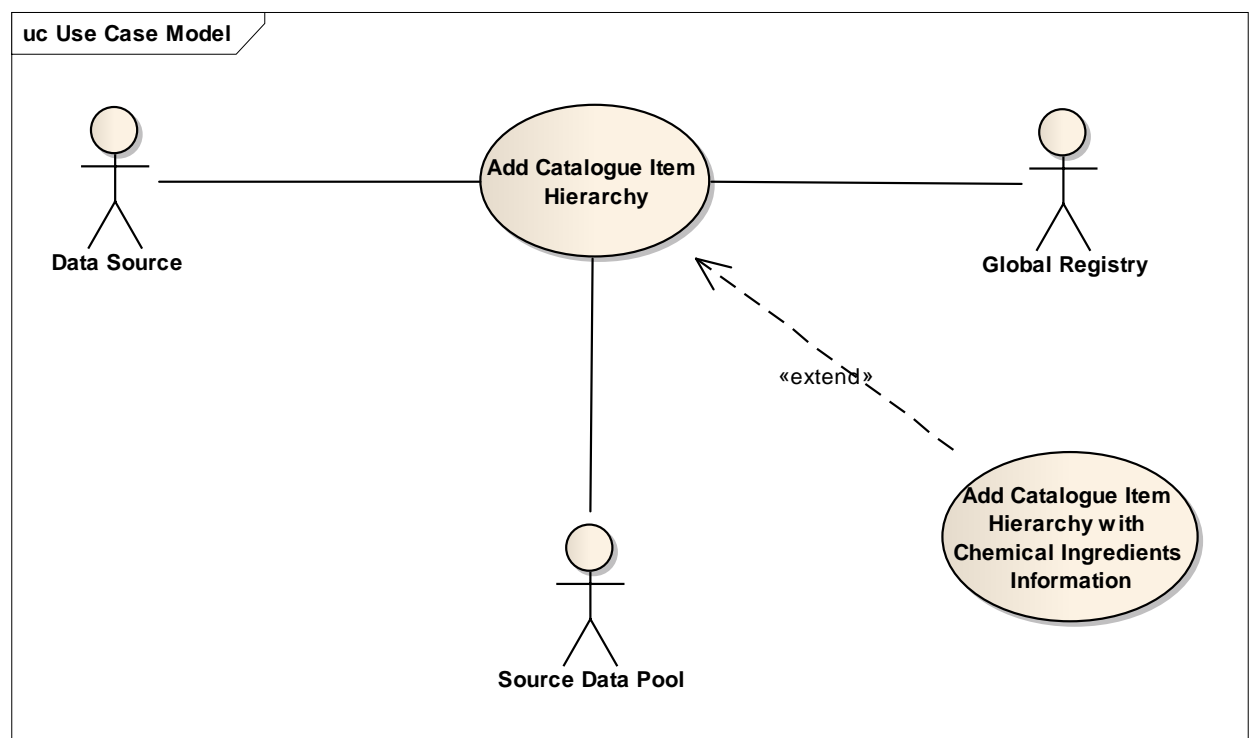 uc Use Case Model
Add Catalogue Item
Hierarchy
Data Source
Global Registry
«extend»
Add Catalogue Item
Hierarchy with
Chemical Ingredients
Information
Source Data Pool